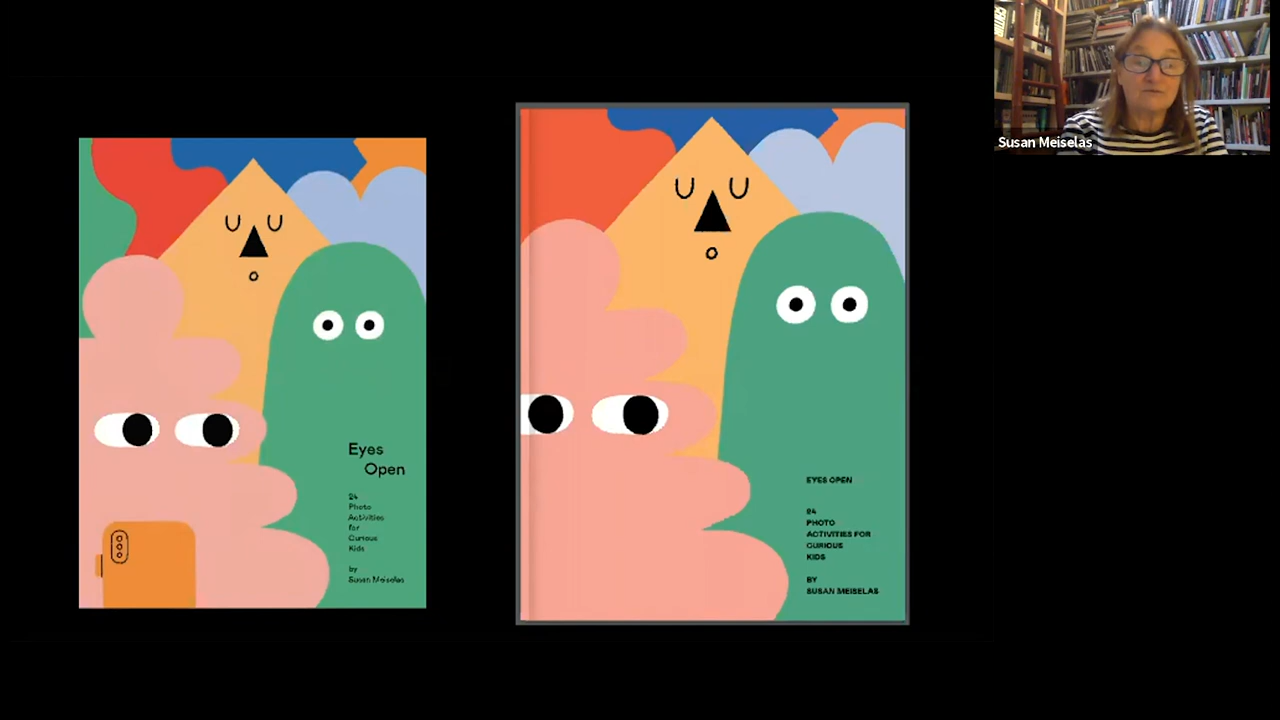 Eyes
Open
24
Photo
Activities
for
Curious
Kids
by
Susan Meiselas
EYES OPEN
24
PHOTO
ACTIVITIES FOR
CURIOUS
KIDS
BY
SUSAN MEISELAS
Susan Meiselas